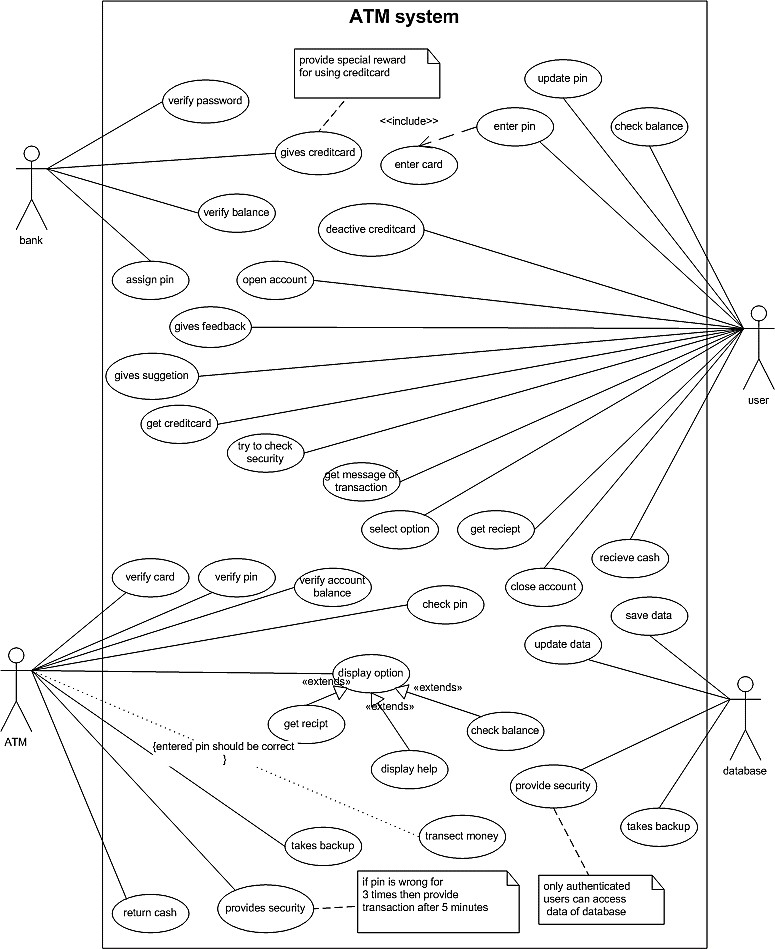 ATM system
provide special reward
for using creditcard
update pin
verify password
<<include>>
enter pin
check balance
gives creditcard
enter card
bank
verify balance
deactive creditcard
assign pin
open account
gives feedback
gives suggetion
user
get creditcard
try to check
security
get message of
transaction
select option
get reciept
recieve cash
verify card
verify pin
verify account
balance
close account
check pin
save data
update data
display option
«extends»
«extends»
«extends»
get recipt
check balance
ATM
{entered pin should be correct
}
display help
database
provide security
takes backup
transect money
takes backup
if pin is wrong for
3 times then provide
transaction after 5 minutes
only authenticated
users can access
data of database
return cash
provides security